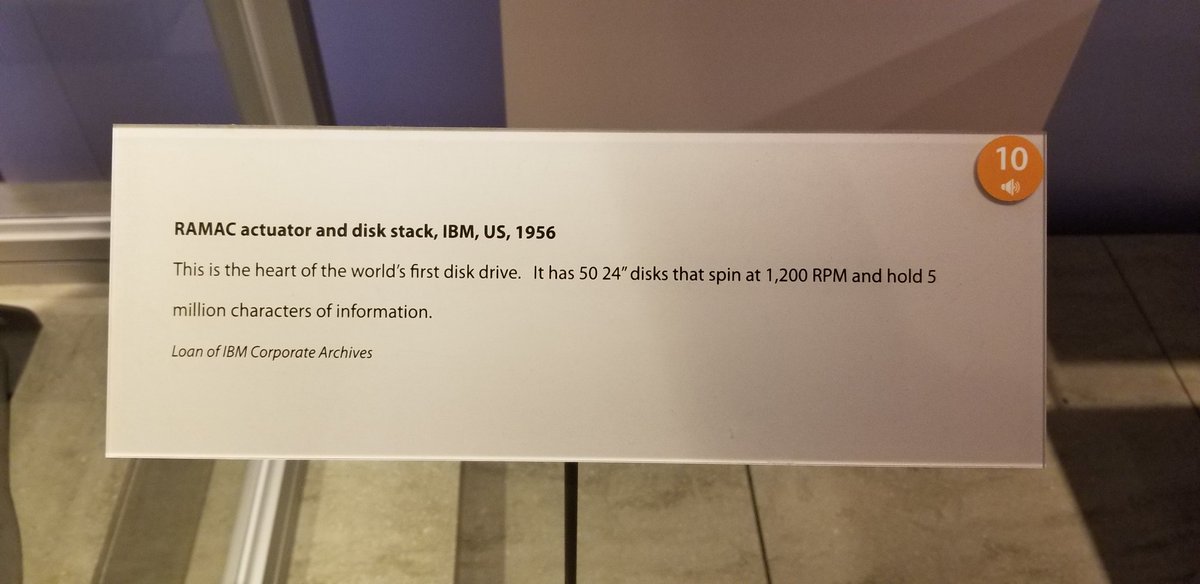 10
RAMAC actuator and disk stack, IBM, US, 1956
This is the heart of the world’s first disk drive.  It has 50 24” disks that spin at 1,200 RPM and hold 5
million characters of information.
Loan of IBM Corporate Archives